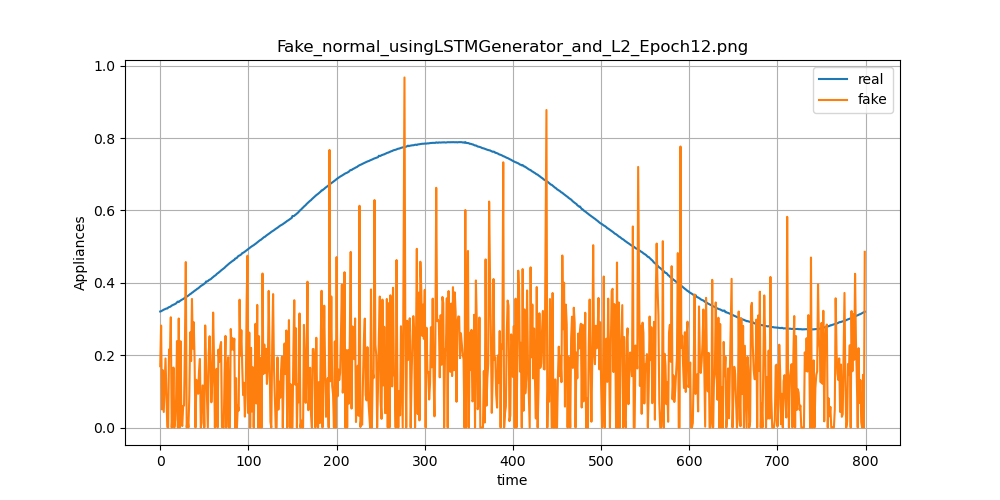 Fake_normal_usingLSTMGenerator_and_L2_Epoch12.png
real
fake
Appliances
1.0
0.8
0.6
0.4
0.2
0.0
0 100 200 300 400 500 600 700 800
time